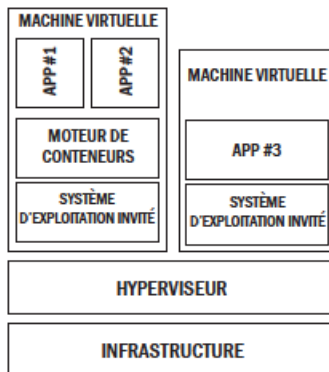 MACHINE VIRTUELLE
APP #1
APP #2
MOTEUR DE
CONTENEURS
SYSTÈME
D'EXPLOITATION INVITÉ
MACHINE VIRTUELLE
APP #3
SYSTÈME
D'EXPLOITATION INVITÉ
HYPERVISEUR
INFRASTRUCTURE